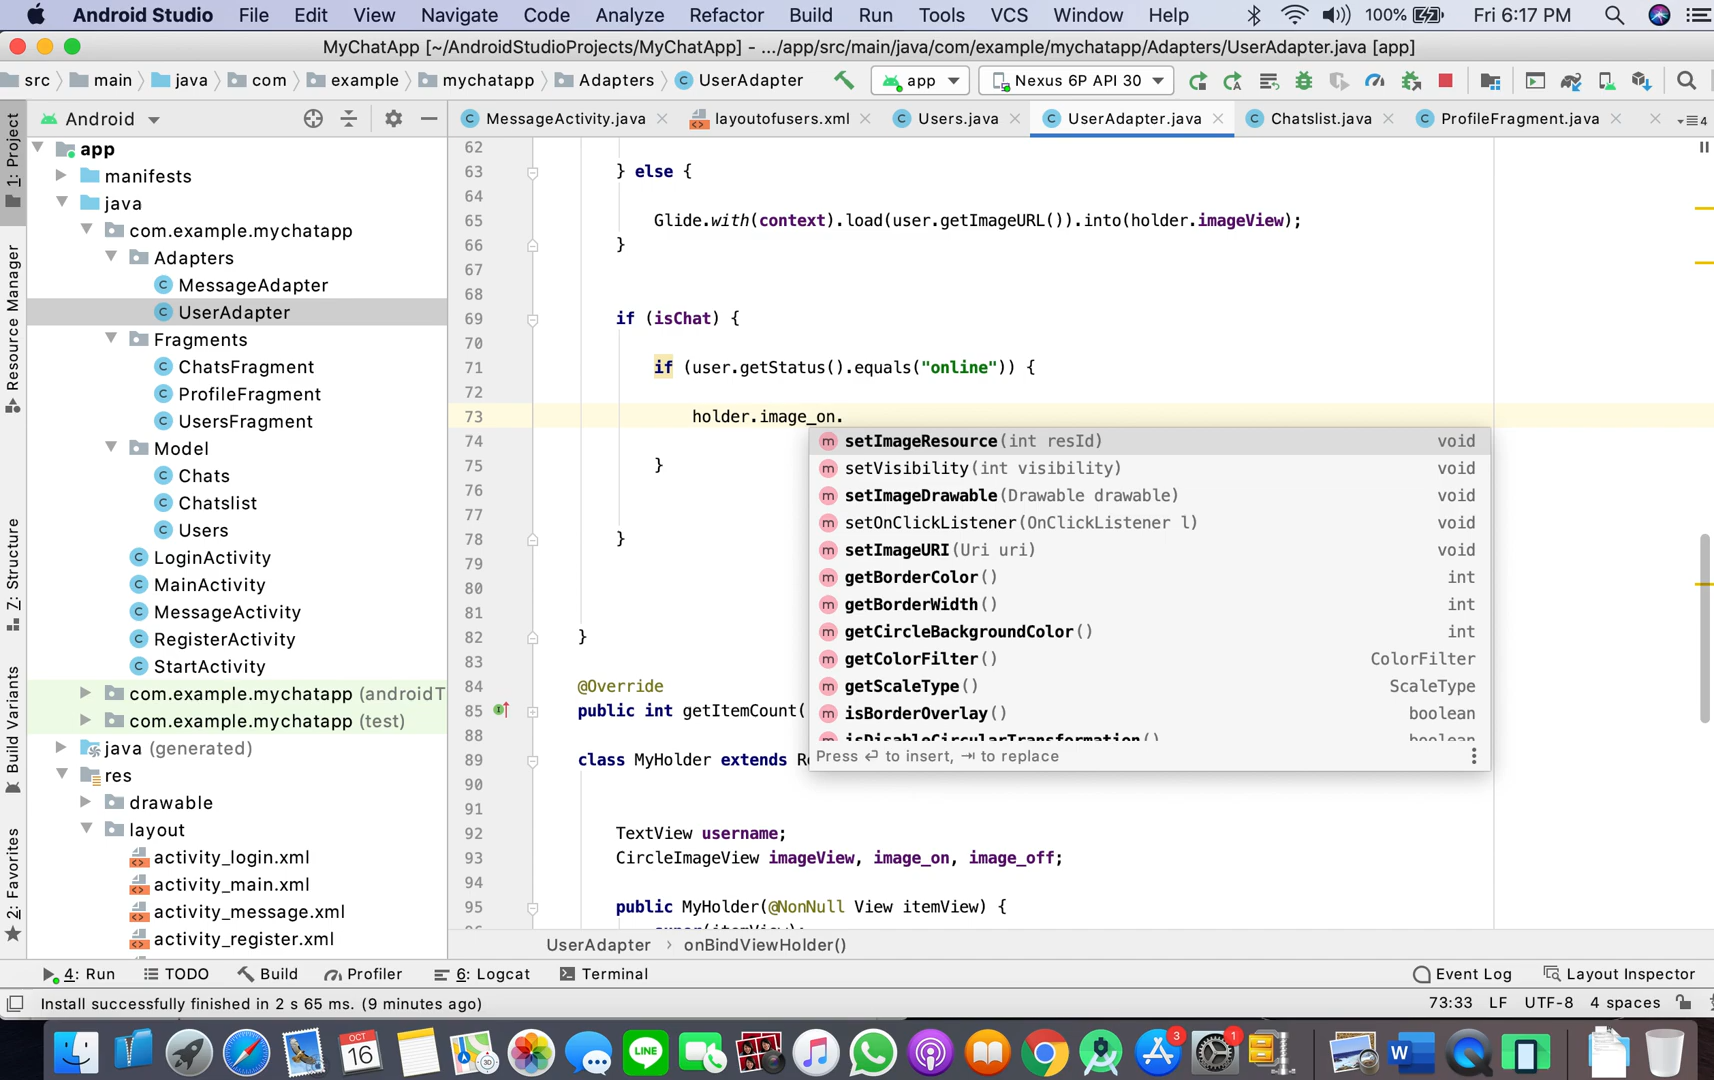 Android Studio File Edit View Navigate Code Analyze Refactor Build Run Tools VCS Window Help 100% Fri 6:17 PM
MyChatApp [~/AndroidStudioProjects/MyChatApp] - .../app/src/main/java/com/example/mychatapp/Adapters/UserAdapter.java [app]
src main java com example mychatapp Adapters UserAdapter app Nexus 6P API 30
Android
MessageActivity.java layoutofusers.xml Users.java UserAdapter.java Chatslist.java ProfileFragment.java 4
1: Project
Resource Manager
7: Structure
Build Variants
2: Favorites
app
manifests
java
com.example.mychatapp
Adapters
MessageAdapter
UserAdapter
Fragments
ChatsFragment
ProfileFragment
UsersFragment
Model
Chats
Chatslist
Users
LoginActivity
MainActivity
MessageActivity
RegisterActivity
StartActivity
com.example.mychatapp (androidT
com.example.mychatapp (test)
java (generated)
res
drawable
layout
activity_login.xml
activity_main.xml
activity_message.xml
activity_register.xml
62
63 } else {
64
65 Glide.with(context).load(user.getImageURL()).into(holder.imageView);
66 }
67
68
69 if (isChat) {
70
71 if (user.getStatus().equals("online")) {
72
73 holder.image_on.
74
75 }
76
77
78 }
79
80
81
82 }
83
84 @Override
85 public int getItemCount(
88
89 class MyHolder extends Re
90
91
92 TextView username;
93 CircleImageView imageView, image_on, image_off;
94
95 public MyHolder(@NonNull View itemView) {
96 super(itemView);
setImageResource(int resId) void
setVisibility(int visibility) void
setImageDrawable(Drawable drawable) void
setOnClickListener(OnClickListener l) void
setImageURI(Uri uri) void
getBorderColor() int
getBorderWidth() int
getCircleBackgroundColor() int
getColorFilter() ColorFilter
getScaleType() ScaleType
isBorderOverlay() boolean
isDisableCircularTransformation() boolean
Press ⏎ to insert, ⇥ to replace
UserAdapter › onBindViewHolder()
4: Run TODO Build Profiler 6: Logcat Terminal Event Log Layout Inspector
Install successfully finished in 2 s 65 ms. (9 minutes ago) 73:33 LF UTF-8 4 spaces
OCT
16
LINE
3
1
W